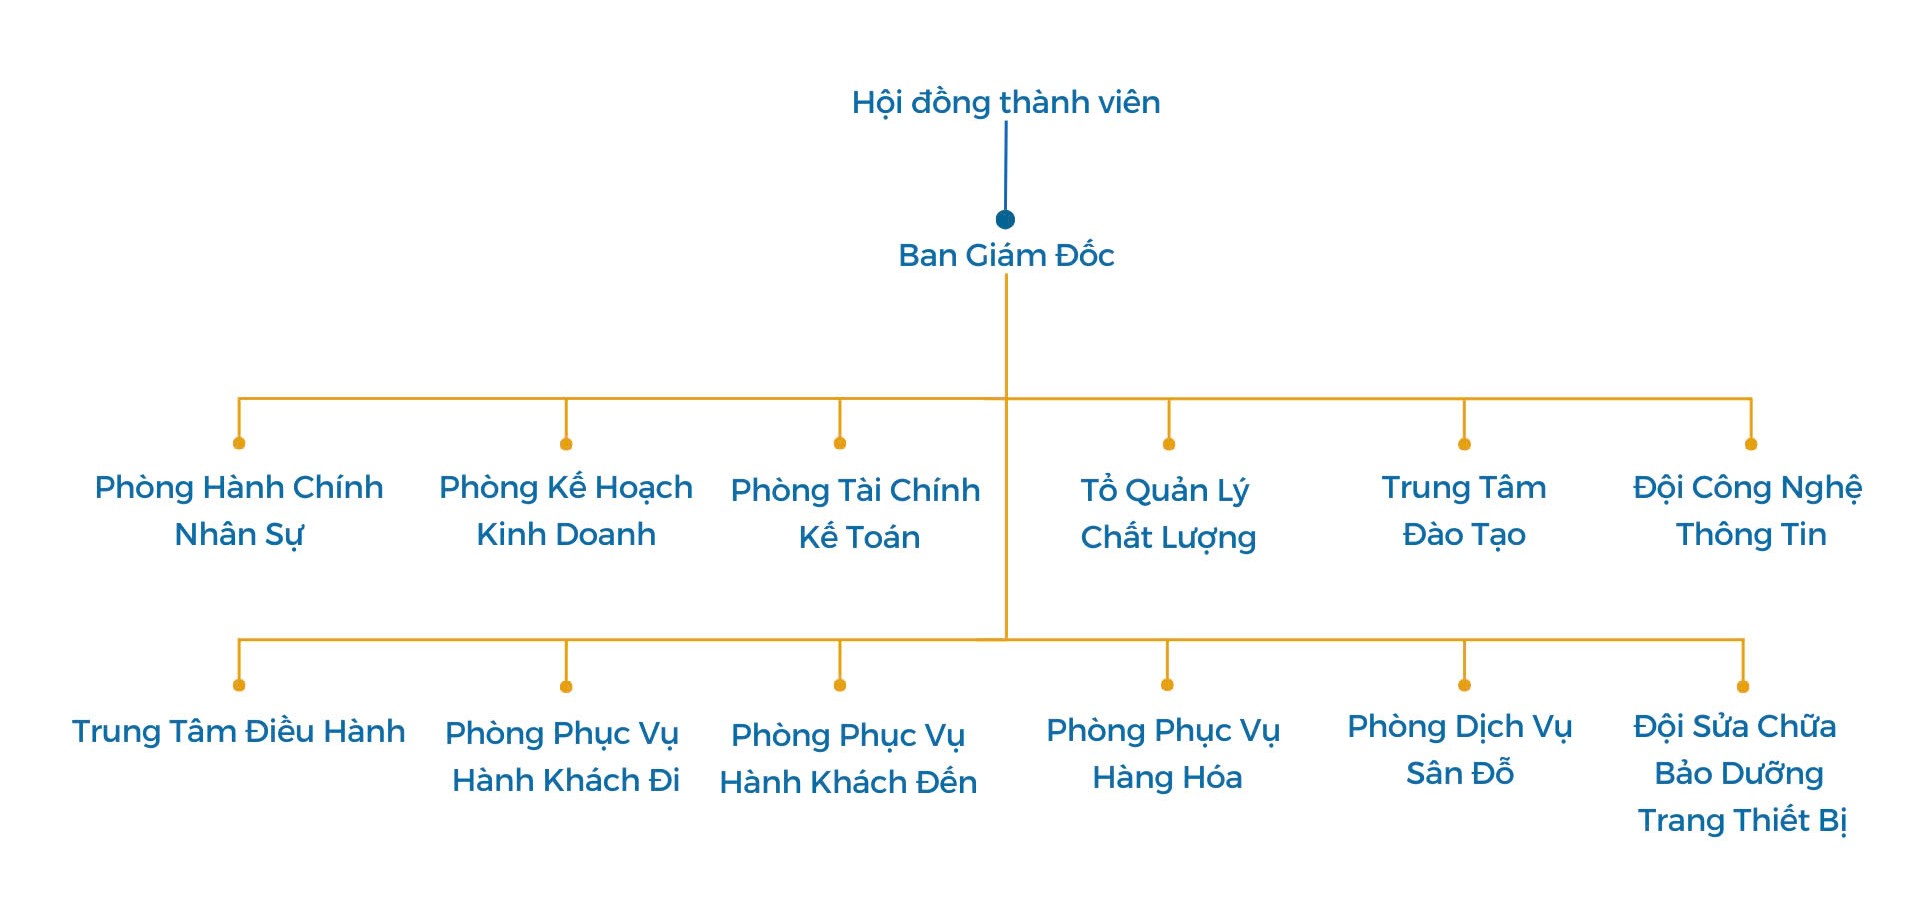 Hội đồng thành viên
Ban Giám Đốc
Phòng Hành Chính
Nhân Sự
Phòng Kế Hoạch
Kinh Doanh
Phòng Tài Chính
Kế Toán
Tổ Quản Lý
Chất Lượng
Trung Tâm
Đào Tạo
Đội Công Nghệ
Thông Tin
Trung Tâm Điều Hành
Phòng Phục Vụ
Hành Khách Đi
Phòng Phục Vụ
Hành Khách Đến
Phòng Phục Vụ
Hàng Hóa
Phòng Dịch Vụ
Sân Đỗ
Đội Sửa Chữa
Bảo Dưỡng
Trang Thiết Bị